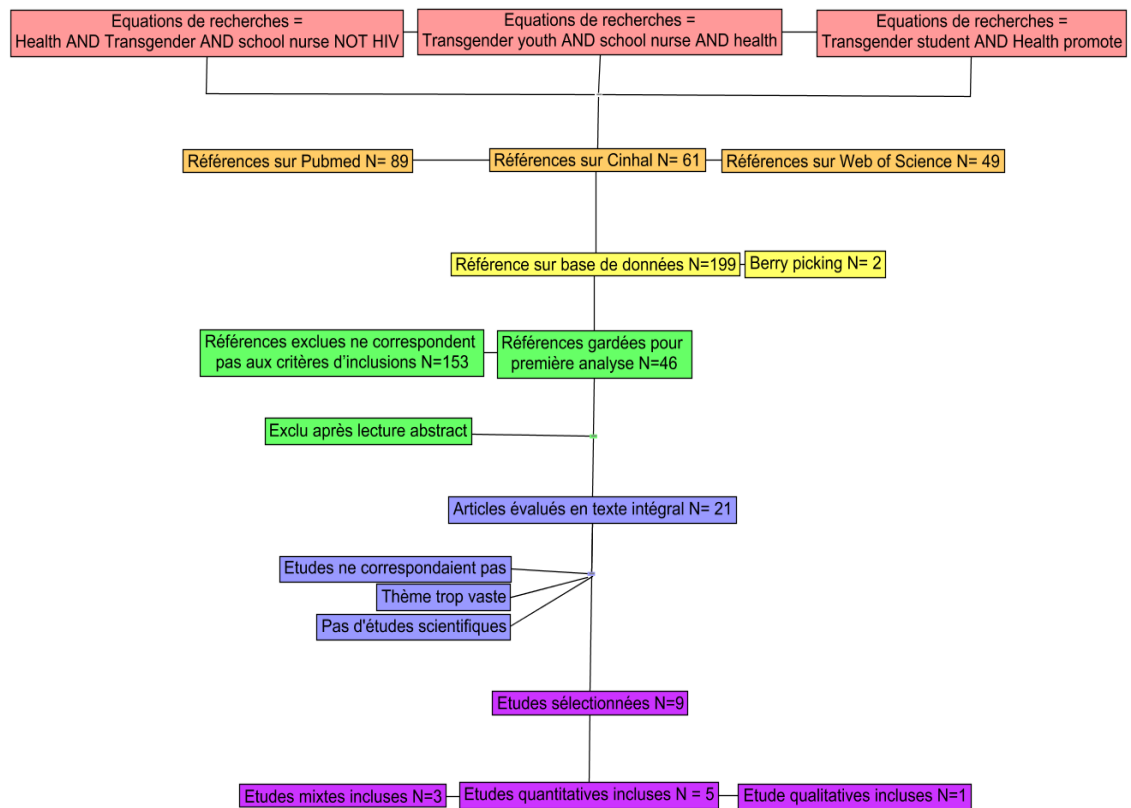 Equations de recherches =
Health AND Transgender AND school nurse NOT HIV
Equations de recherches =
Transgender youth AND school nurse AND health
Equations de recherches =
Transgender student AND Health promote
Références sur Pubmed N= 89
Références sur Cinhal N= 61
Références sur Web of Science N= 49
Référence sur base de données N=199
Berry picking N= 2
Références exclues ne correspondent
pas aux critères d'inclusions N=153
Références gardées pour
première analyse N=46
Exclu après lecture abstract
Articles évalués en texte intégral N= 21
Etudes ne correspondaient pas
Thème trop vaste
Pas d'études scientifiques
Etudes sélectionnées N=9
Etudes mixtes incluses N=3
Etudes quantitatives incluses N = 5
Etude qualitatives incluses N=1